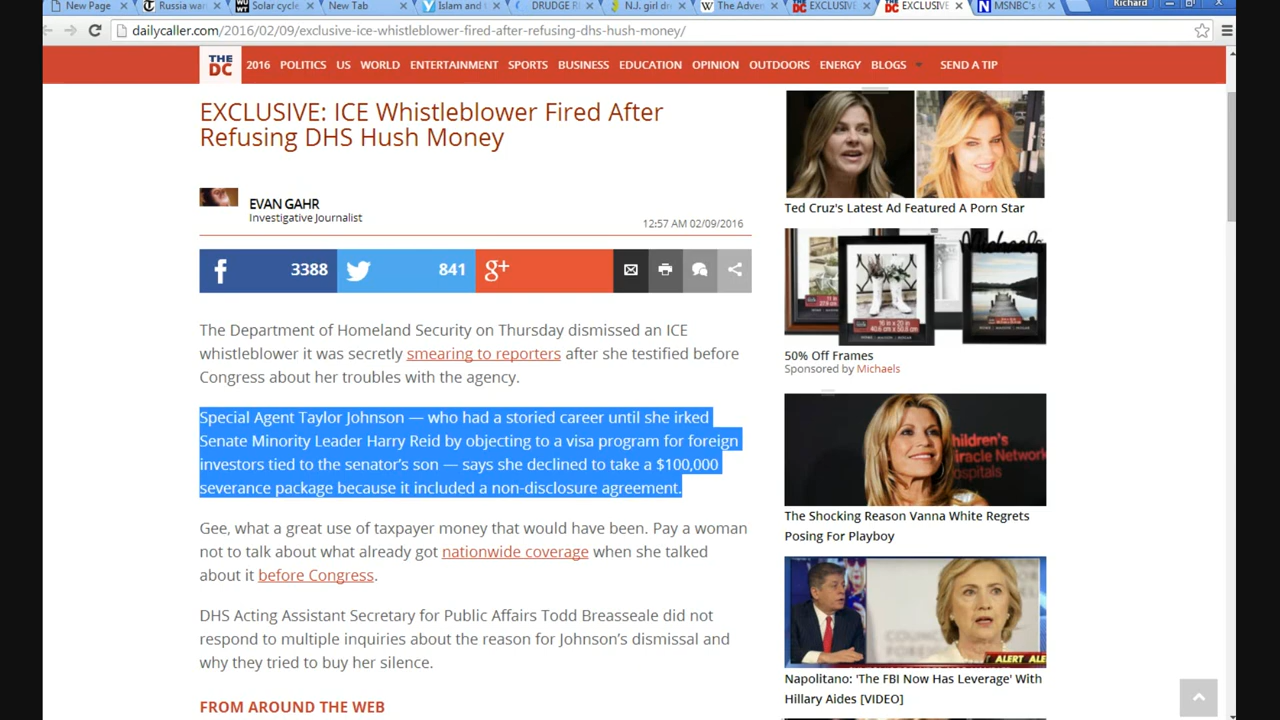 New Page
Russia wan
Solar cycle
New Tab
Islam and t
DRUDGE R
N.J. girl dr
The Adven
EXCLUSIVE
EXCLUSIVE
MSNBC's
Richard
dailycaller.com/2016/02/09/exclusive-ice-whistleblower-fired-after-refusing-dhs-hush-money/
THE DC
2016 POLITICS US WORLD ENTERTAINMENT SPORTS BUSINESS EDUCATION OPINION OUTDOORS ENERGY BLOGS SEND A TIP
EXCLUSIVE: ICE Whistleblower Fired After
Refusing DHS Hush Money
EVAN GAHR
Investigative Journalist
12:57 AM 02/09/2016
3388
841
g+
The Department of Homeland Security on Thursday dismissed an ICE
whistleblower it was secretly smearing to reporters after she testified before
Congress about her troubles with the agency.
Special Agent Taylor Johnson — who had a storied career until she irked
Senate Minority Leader Harry Reid by objecting to a visa program for foreign
investors tied to the senator's son — says she declined to take a $100,000
severance package because it included a non-disclosure agreement.
Gee, what a great use of taxpayer money that would have been. Pay a woman
not to talk about what already got nationwide coverage when she talked
about it before Congress.
DHS Acting Assistant Secretary for Public Affairs Todd Breasseale did not
respond to multiple inquiries about the reason for Johnson's dismissal and
why they tried to buy her silence.
FROM AROUND THE WEB
Ted Cruz's Latest Ad Featured A Porn Star
Michaels
50% Off Frames
Sponsored by Michaels
hildren's
iracle Network
ospitals
The Shocking Reason Vanna White Regrets
Posing For Playboy
ALERT ALE
Napolitano: 'The FBI Now Has Leverage' With
Hillary Aides [VIDEO]